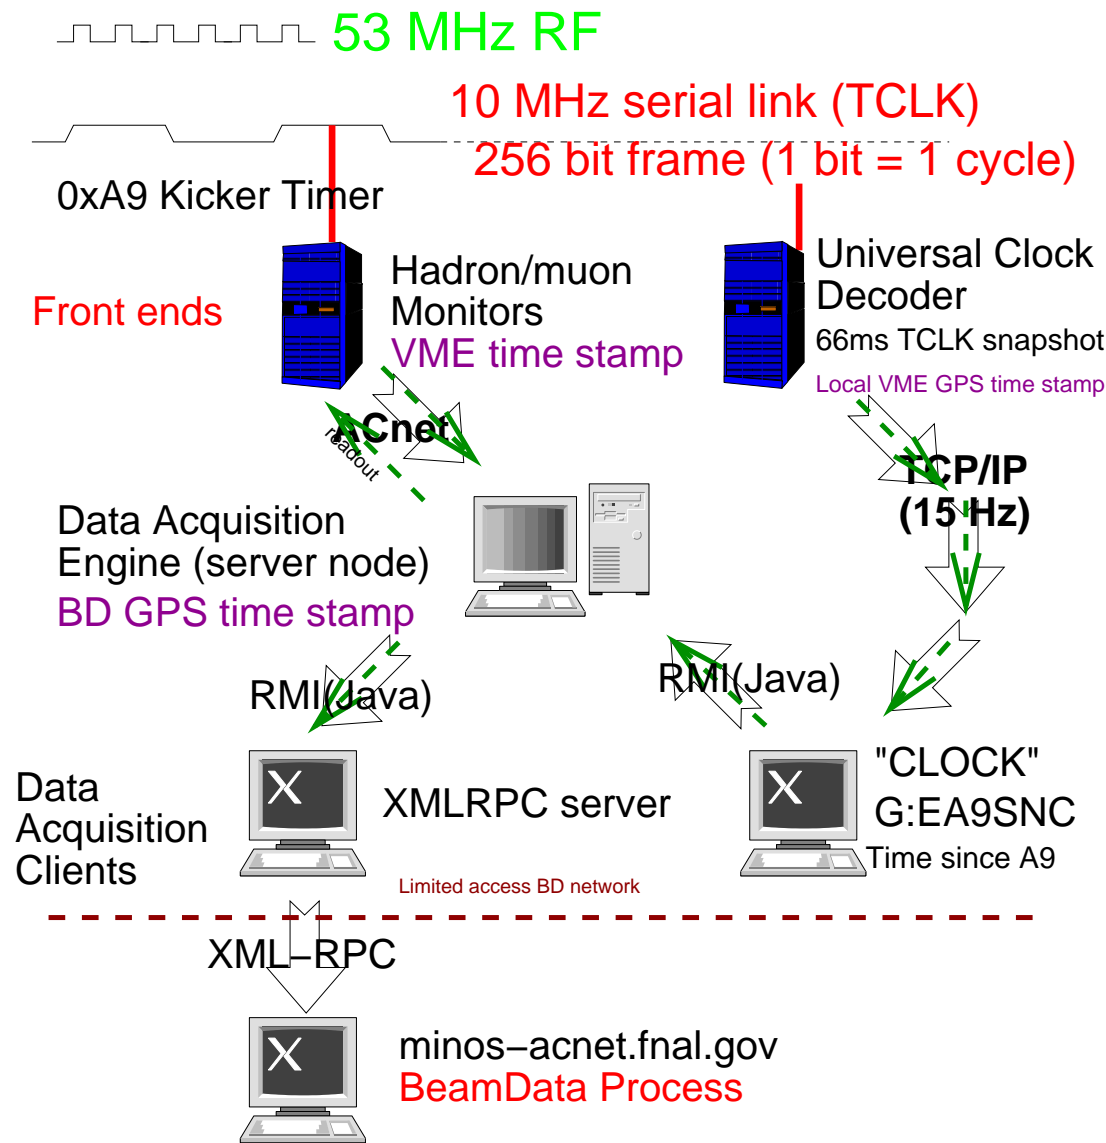 53 MHz RF
10 MHz serial link (TCLK)
256 bit frame (1 bit = 1 cycle)
0xA9 Kicker Timer
Front ends
Hadron/muon
Monitors
VME time stamp
Universal Clock
Decoder
66ms TCLK snapshot
Local VME GPS time stamp
ACnet
readout
TCP/IP
(15 Hz)
Data Acquisition
Engine (server node)
BD GPS time stamp
RMI(Java)
RMI(Java)
Data
Acquisition
Clients
X
XMLRPC server
X
"CLOCK"
G:EA9SNC
Time since A9
Limited access BD network
XML−RPC
X
minos−acnet.fnal.gov
BeamData Process